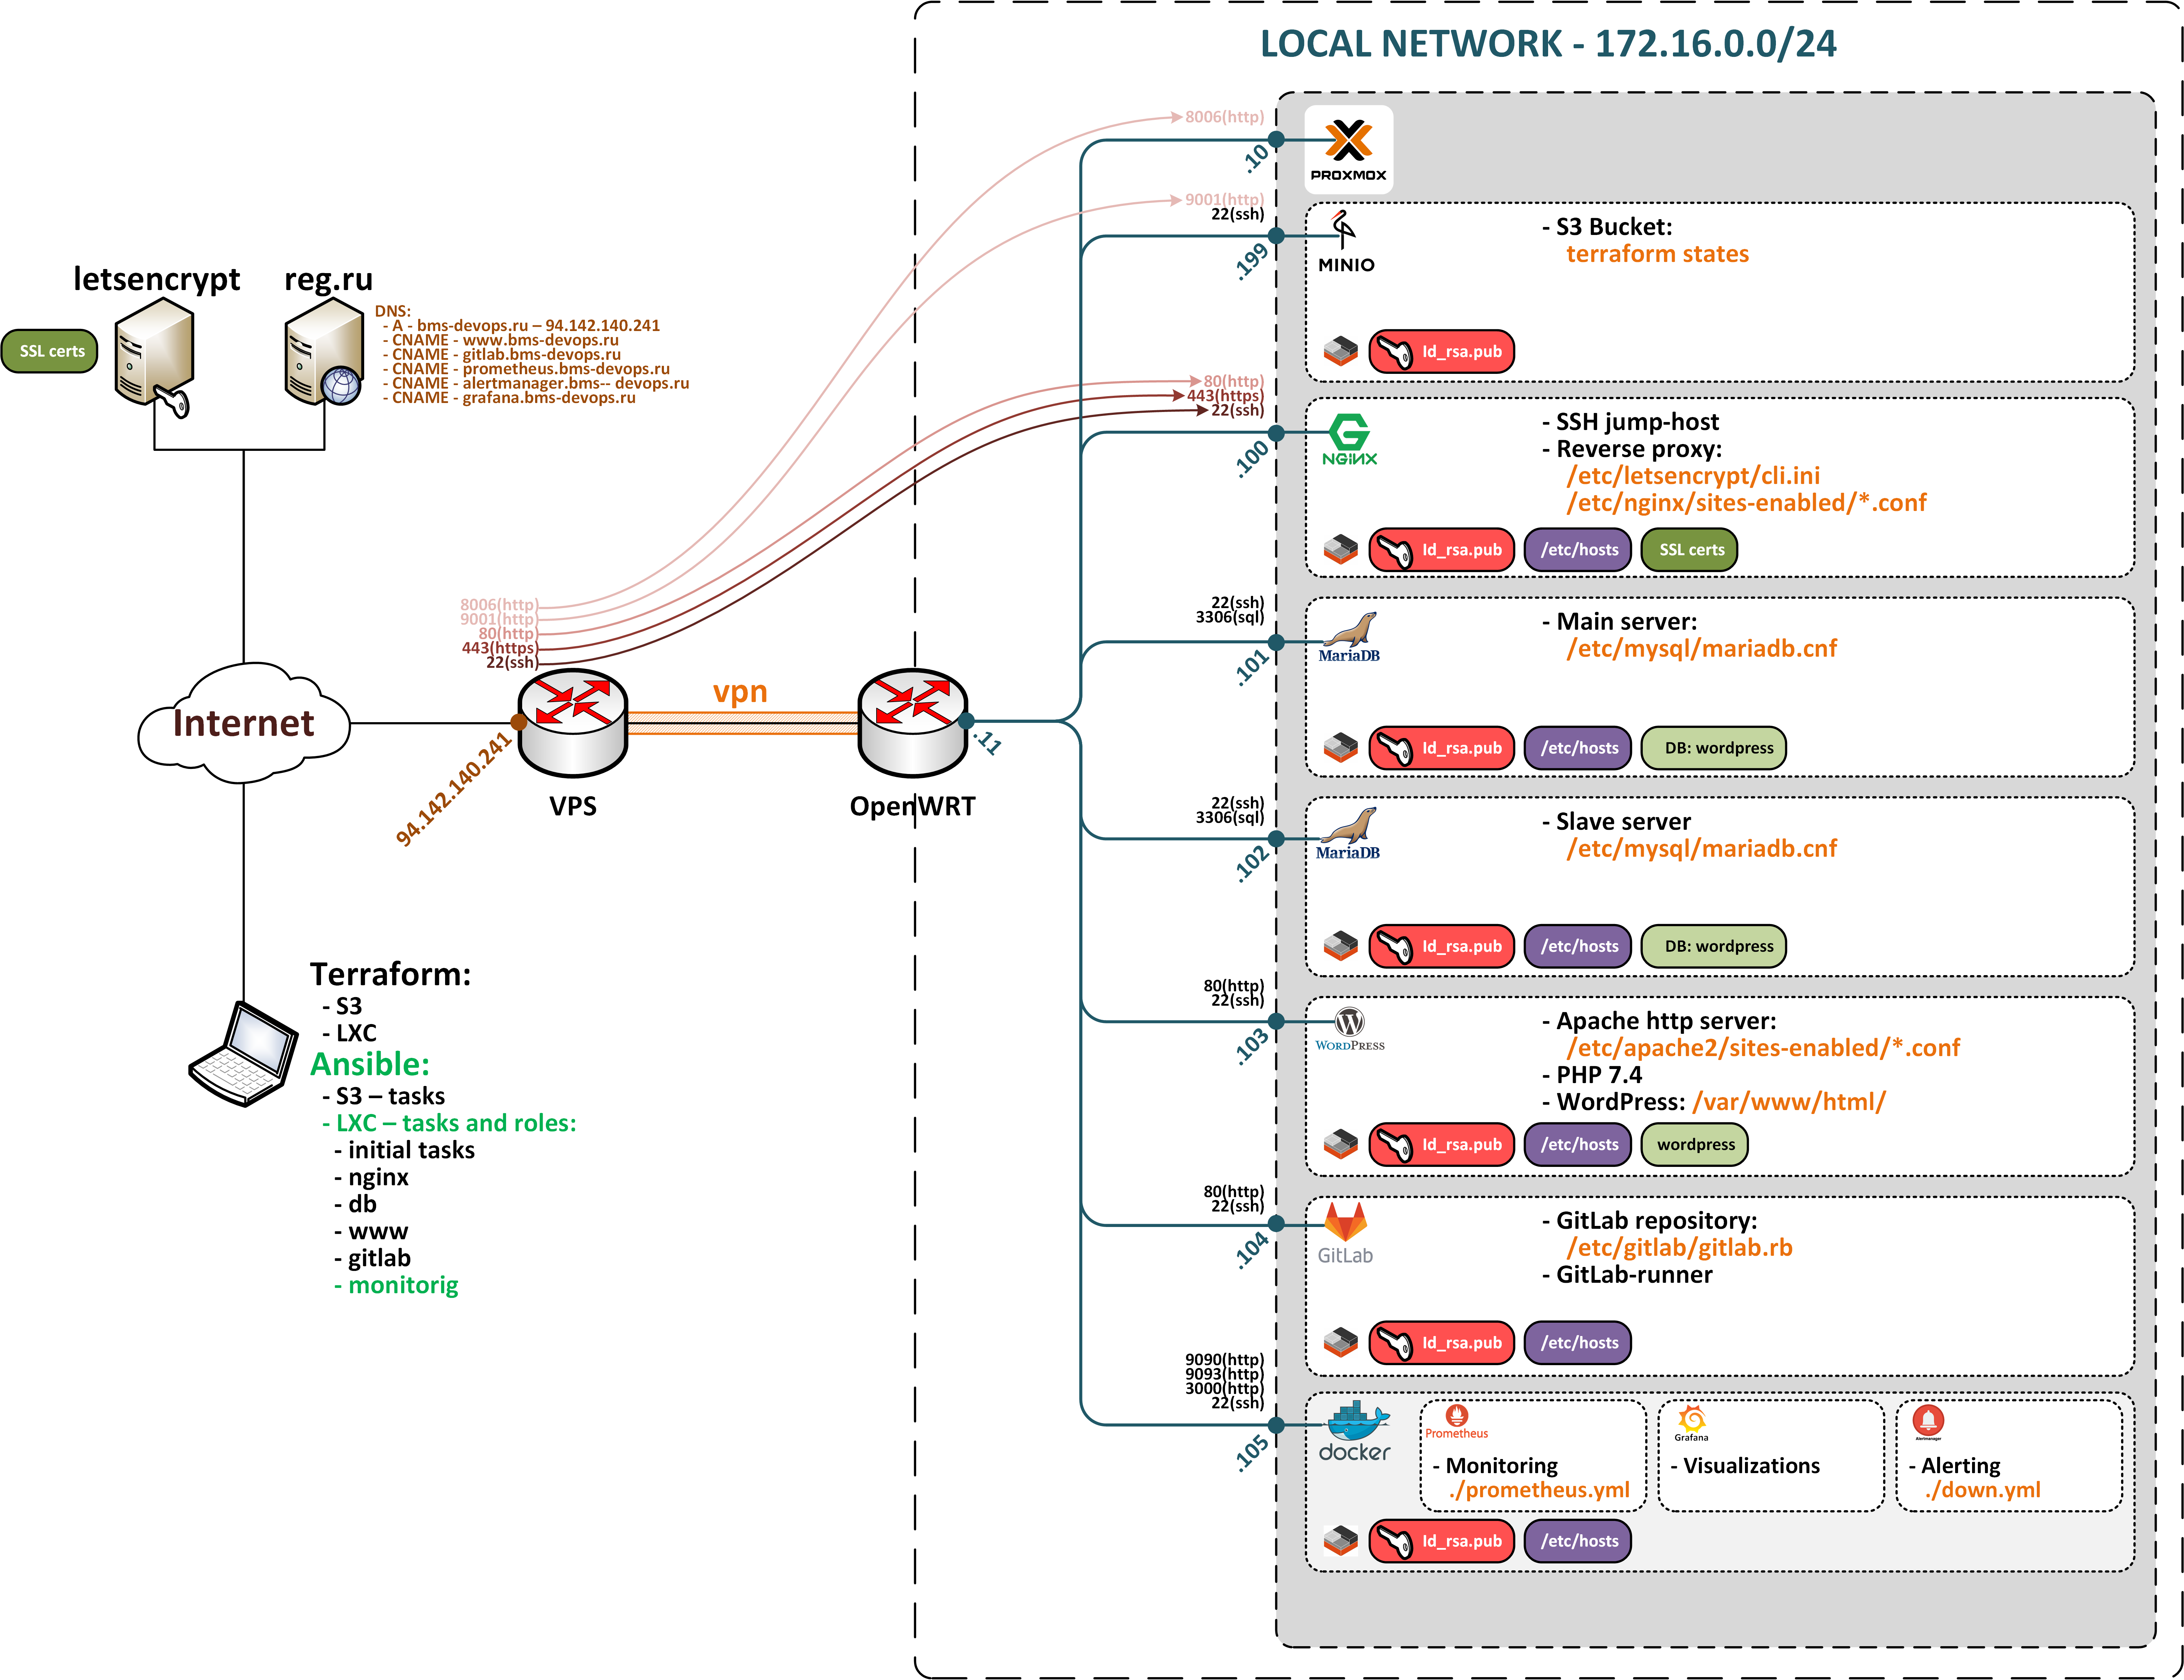 LOCAL NETWORK - 172.16.0.0/24
8006(http)
.10
PROXMOX
9001(http)
22(ssh)
.199
MINIO
- S3 Bucket:
terraform states
Id_rsa.pub
letsencrypt
reg.ru
SSL certs
DNS:
- A - bms-devops.ru – 94.142.140.241
- CNAME - www.bms-devops.ru
- CNAME - gitlab.bms-devops.ru
- CNAME - prometheus.bms-devops.ru
- CNAME - alertmanager.bms-- devops.ru
- CNAME - grafana.bms-devops.ru
80(http)
443(https)
22(ssh)
.100
NGiNX
- SSH jump-host
- Reverse proxy:
/etc/letsencrypt/cli.ini
/etc/nginx/sites-enabled/*.conf
Id_rsa.pub
/etc/hosts
SSL certs
8006(http)
9001(http)
80(http)
443(https)
22(ssh)
Internet
94.142.140.241
VPS
vpn
OpenWRT
.11
22(ssh)
3306(sql)
.101
MariaDB
- Main server:
/etc/mysql/mariadb.cnf
Id_rsa.pub
/etc/hosts
DB: wordpress
22(ssh)
3306(sql)
.102
MariaDB
- Slave server
/etc/mysql/mariadb.cnf
Id_rsa.pub
/etc/hosts
DB: wordpress
Terraform:
- S3
- LXC
Ansible:
- S3 – tasks
- LXC – tasks and roles:
- initial tasks
- nginx
- db
- www
- gitlab
- monitorig
80(http)
22(ssh)
.103
WORDPRESS
- Apache http server:
/etc/apache2/sites-enabled/*.conf
- PHP 7.4
- WordPress: /var/www/html/
Id_rsa.pub
/etc/hosts
wordpress
80(http)
22(ssh)
.104
GitLab
- GitLab repository:
/etc/gitlab/gitlab.rb
- GitLab-runner
Id_rsa.pub
/etc/hosts
9090(http)
9093(http)
3000(http)
22(ssh)
.105
docker
Prometheus
- Monitoring
./prometheus.yml
Grafana
- Visualizations
Alertmanager
- Alerting
./down.yml
Id_rsa.pub
/etc/hosts